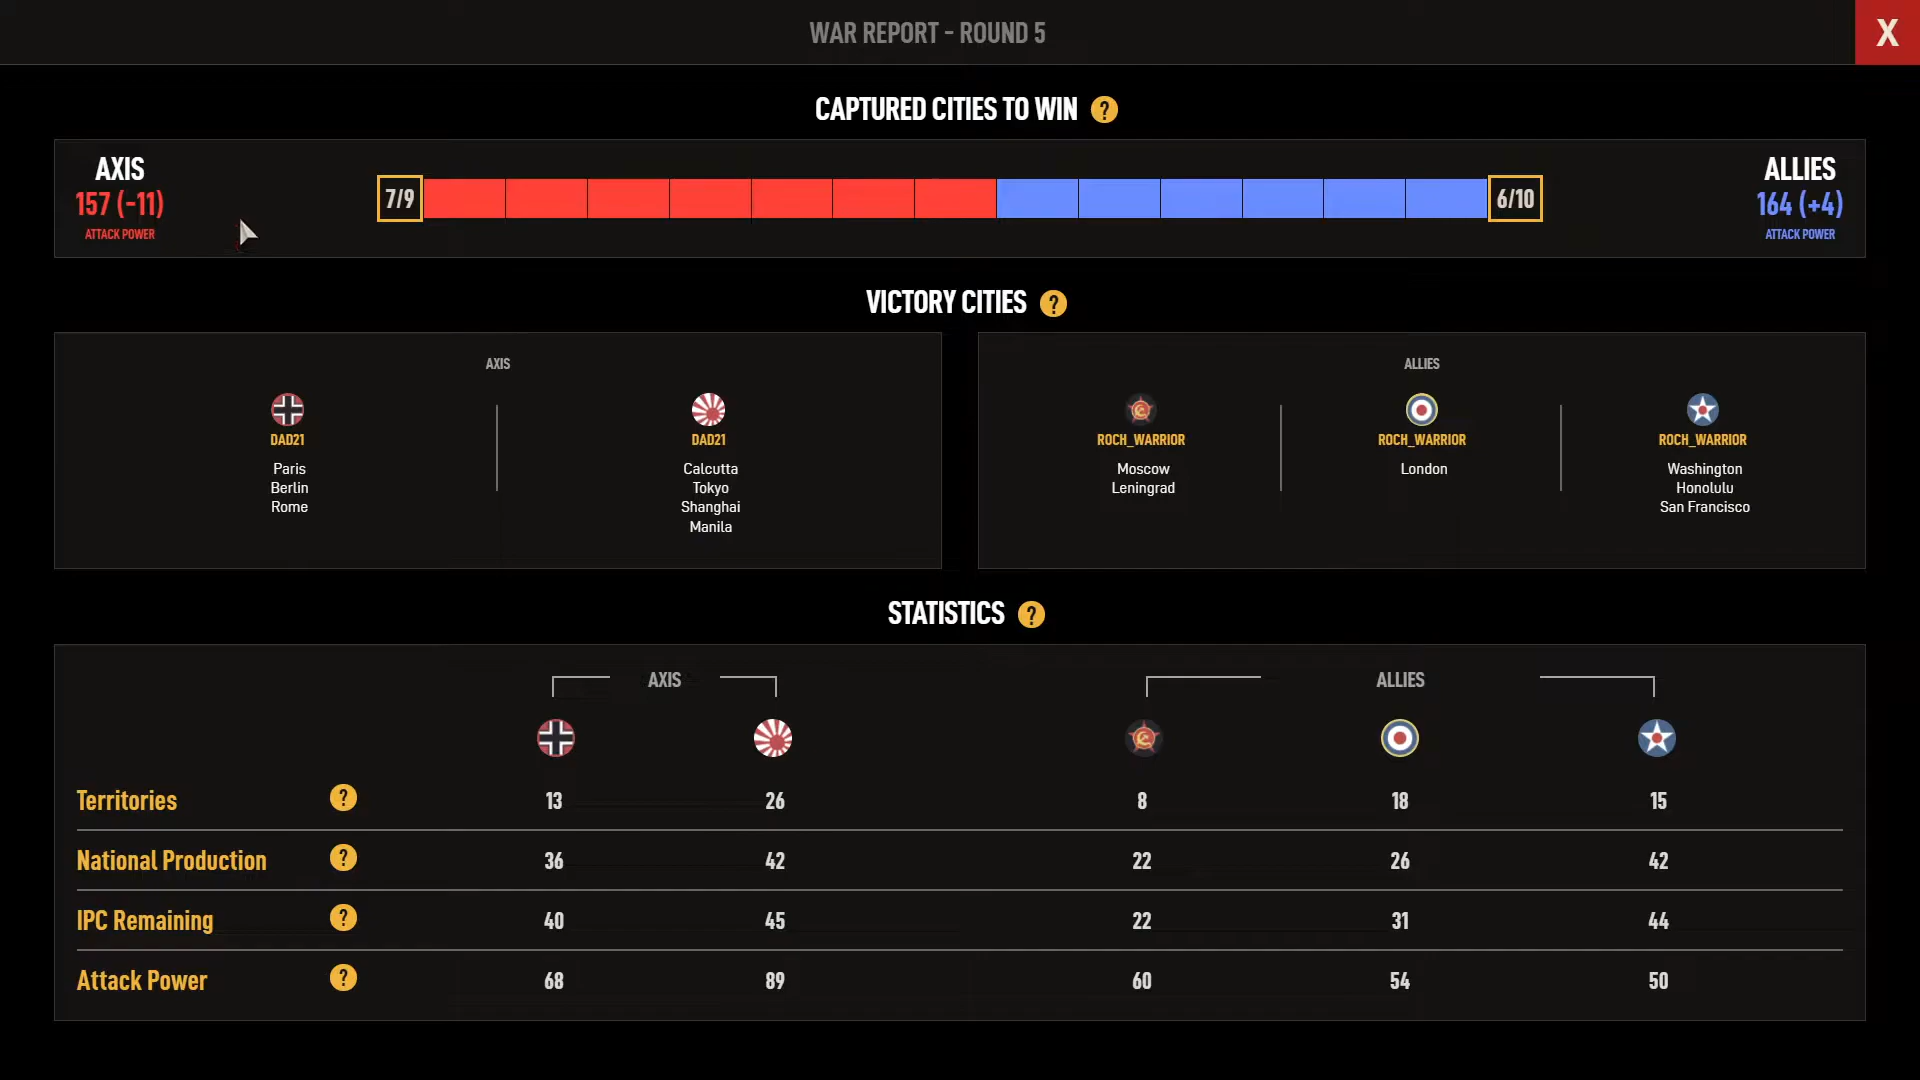 WAR REPORT - ROUND 5
X
CAPTURED CITIES TO WIN ?
AXIS
157 (-11)
ATTACK POWER
7/9
6/10
ALLIES
164 (+4)
ATTACK POWER
VICTORY CITIES ?
AXIS
DAD21
Paris
Berlin
Rome
DAD21
Calcutta
Tokyo
Shanghai
Manila
ALLIES
ROCH_WARRIOR
Moscow
Leningrad
ROCH_WARRIOR
London
ROCH_WARRIOR
Washington
Honolulu
San Francisco
STATISTICS ?
AXIS ALLIES
Territories ? 13 26 8 18 15
National Production ? 36 42 22 26 42
IPC Remaining ? 40 45 22 31 44
Attack Power ? 68 89 60 54 50